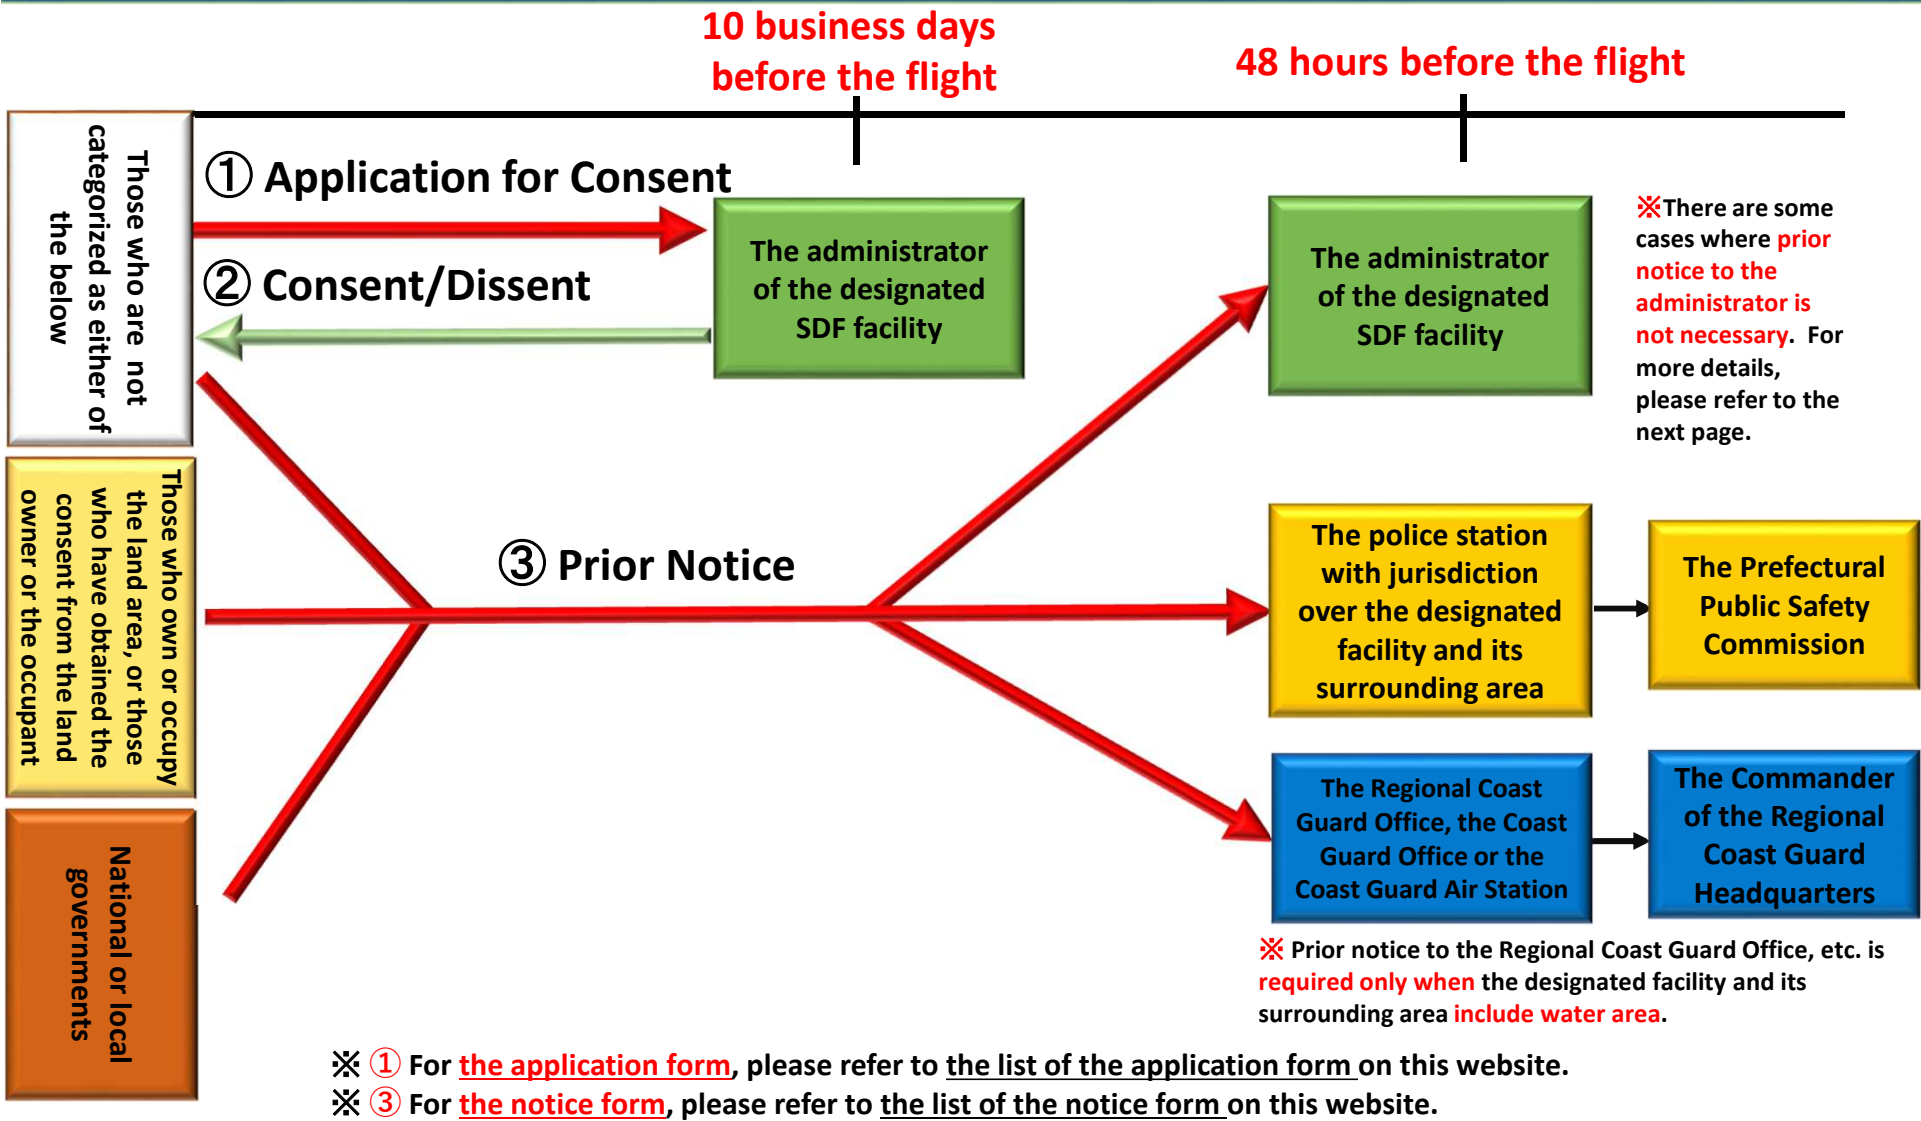 10 business days
before the flight
48 hours before the flight
Those who are not
categorized as either of
the below
① Application for Consent
② Consent/Dissent
The administrator
of the designated
SDF facility
The administrator
of the designated
SDF facility
※There are some
cases where prior
notice to the
administrator is
not necessary. For
more details,
please refer to the
next page.
Those who own or occupy
the land area, or those
who have obtained the
consent from the land
owner or the occupant
③ Prior Notice
The police station
with jurisdiction
over the designated
facility and its
surrounding area
The Prefectural
Public Safety
Commission
National or local
governments
The Regional Coast
Guard Office, the Coast
Guard Office or the
Coast Guard Air Station
The Commander
of the Regional
Coast Guard
Headquarters
※ Prior notice to the Regional Coast Guard Office, etc. is
required only when the designated facility and its
surrounding area include water area.
※ ① For the application form, please refer to the list of the application form on this website.
※ ③ For the notice form, please refer to the list of the notice form on this website.